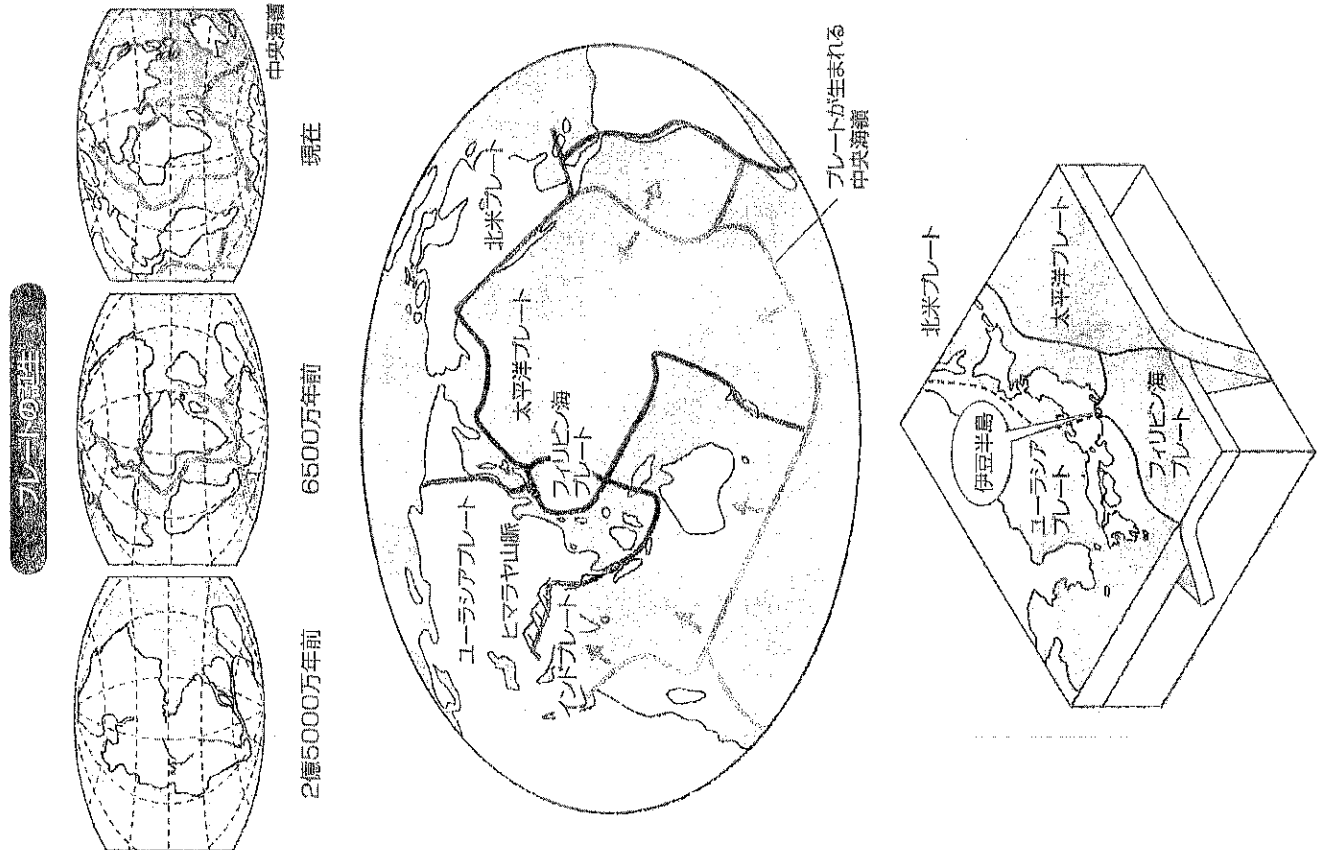 プレートの誕生
2億5000万年前
6500万年前
現在
中央海嶺
ユーラシアプレート
ヒマラヤ山脈
インドプレート
フィリピン海
プレート
太平洋プレート
北米プレート
プレートが生まれる
中央海嶺
伊豆半島
ユーラシア
プレート
フィリピン海
プレート
北米プレート
太平洋プレート